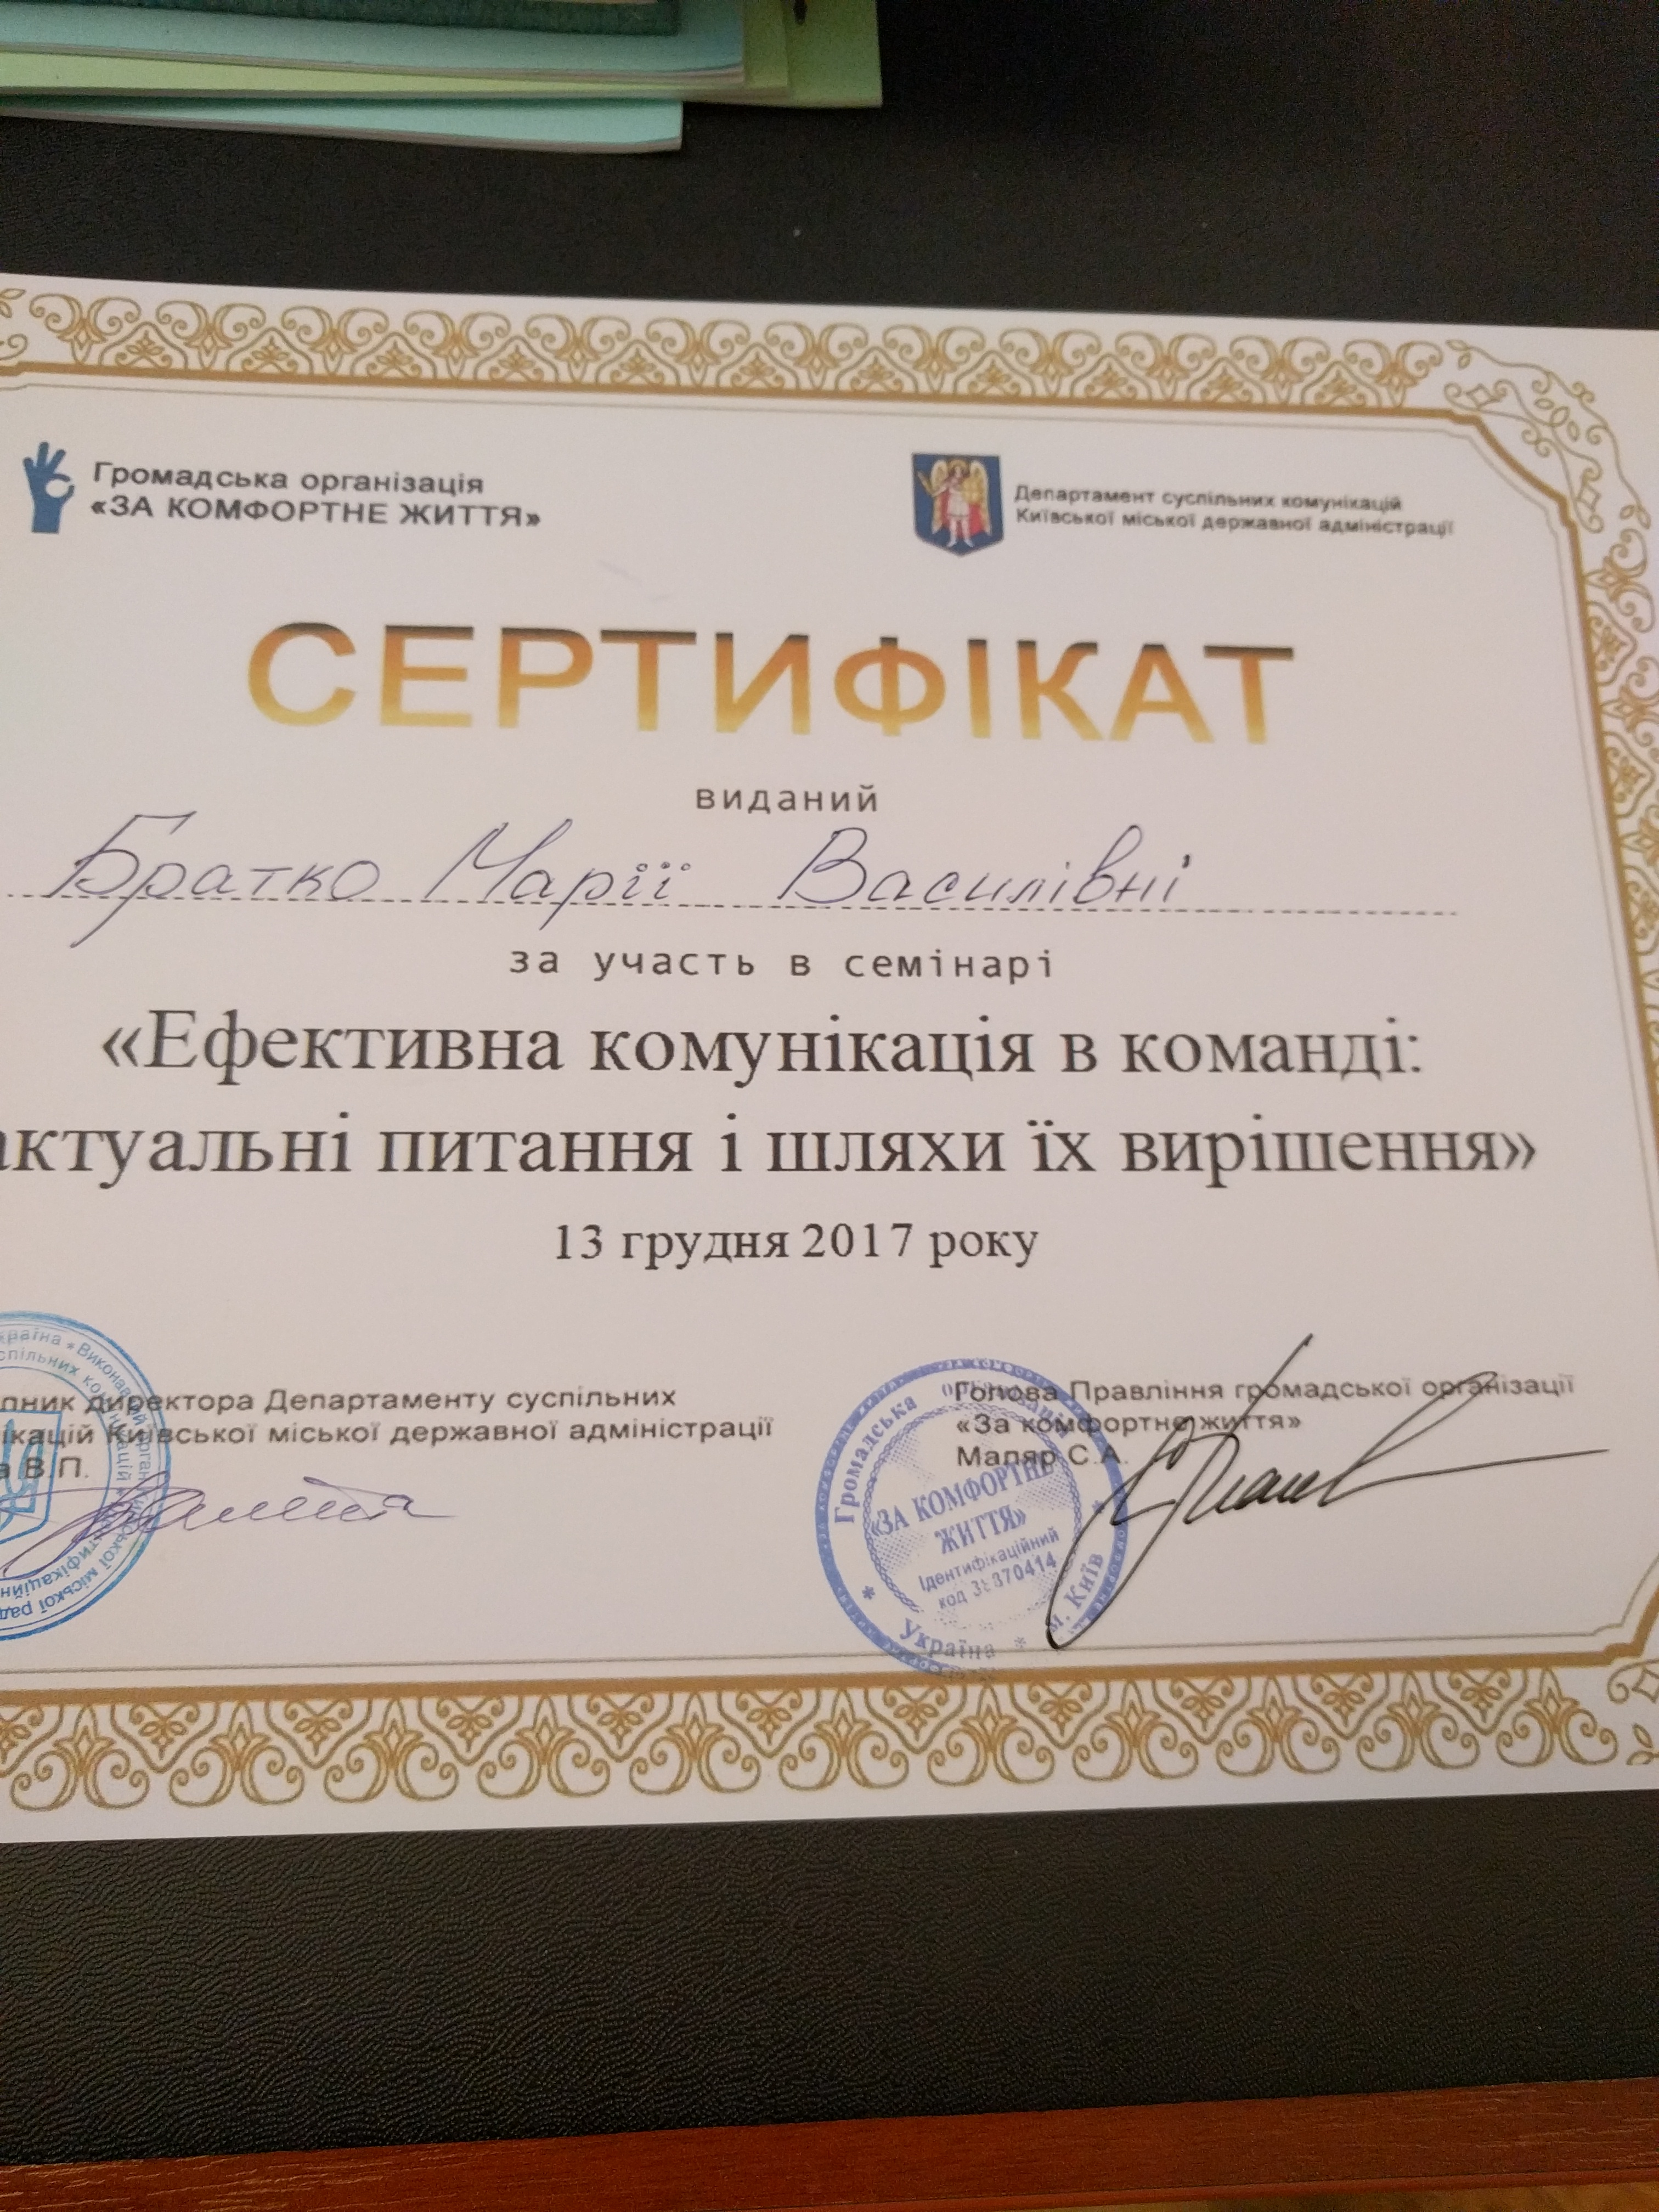 Громадська організація
«ЗА КОМФОРТНЕ ЖИТТЯ»
Департамент суспільних комунікацій
Київської міської державної адміністрації
СЕРТИФІКАТ
виданий
Братко Марії Василівні
за участь в семінарі
«Ефективна комунікація в команді:
актуальні питання і шляхи їх вирішення»
13 грудня 2017 року
директора Департаменту суспільних
Київської міської державної адміністрації
В.П.
Голова Правління громадської організації
«За комфортне життя»
Маляр С.А.
Громадська організація
«ЗА КОМФОРТНЕ
ЖИТТЯ»
Ідентифікаційний
код
Україна * м. Київ